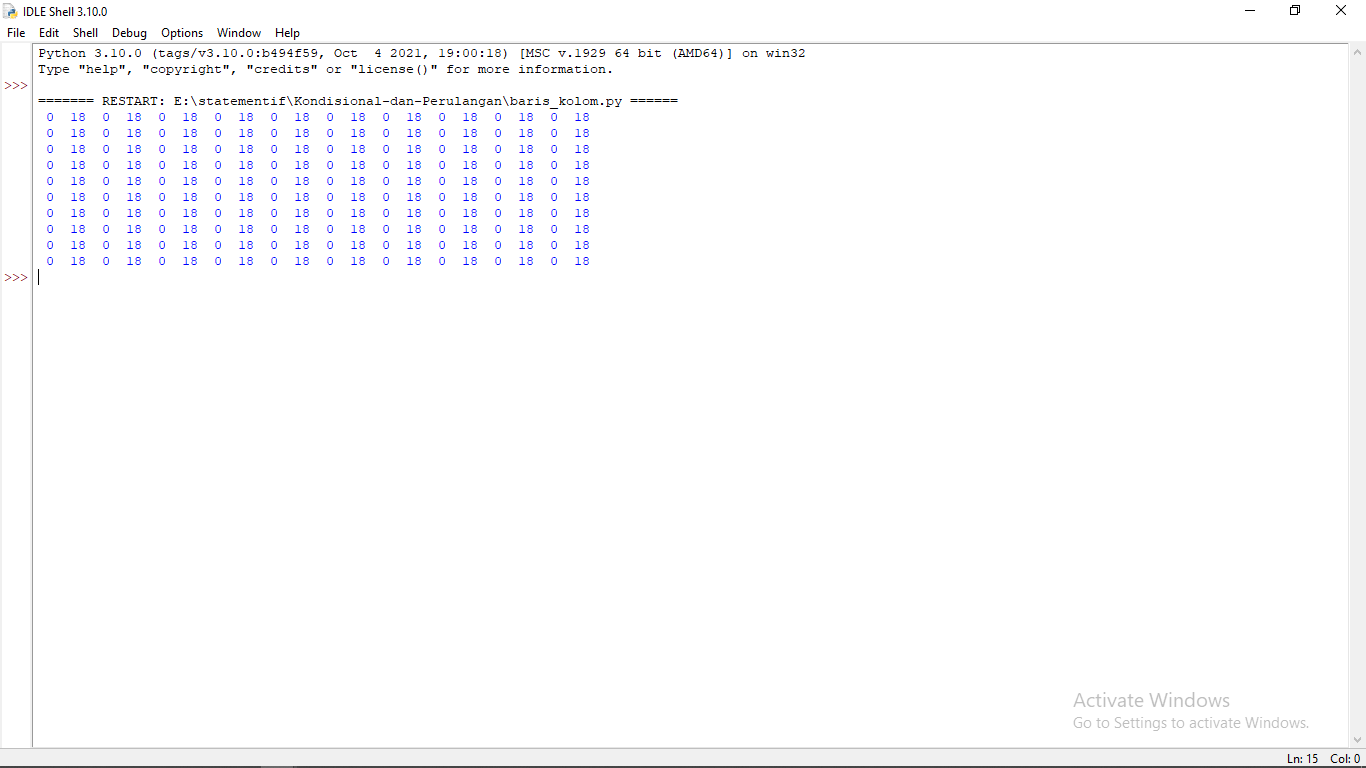 IDLE Shell 3.10.0
File Edit Shell Debug Options Window Help
Python 3.10.0 (tags/v3.10.0:b494f59, Oct  4 2021, 19:00:18) [MSC v.1929 64 bit (AMD64)] on win32
Type "help", "copyright", "credits" or "license()" for more information.
>>>
======= RESTART: E:\statementif\Kondisional-dan-Perulangan\baris_kolom.py ======
0 18 0 18 0 18 0 18 0 18 0 18 0 18 0 18 0 18 0 18
0 18 0 18 0 18 0 18 0 18 0 18 0 18 0 18 0 18 0 18
0 18 0 18 0 18 0 18 0 18 0 18 0 18 0 18 0 18 0 18
0 18 0 18 0 18 0 18 0 18 0 18 0 18 0 18 0 18 0 18
0 18 0 18 0 18 0 18 0 18 0 18 0 18 0 18 0 18 0 18
0 18 0 18 0 18 0 18 0 18 0 18 0 18 0 18 0 18 0 18
0 18 0 18 0 18 0 18 0 18 0 18 0 18 0 18 0 18 0 18
0 18 0 18 0 18 0 18 0 18 0 18 0 18 0 18 0 18 0 18
0 18 0 18 0 18 0 18 0 18 0 18 0 18 0 18 0 18 0 18
0 18 0 18 0 18 0 18 0 18 0 18 0 18 0 18 0 18 0 18
>>>
Activate Windows
Go to Settings to activate Windows.
Ln: 15 Col: 0